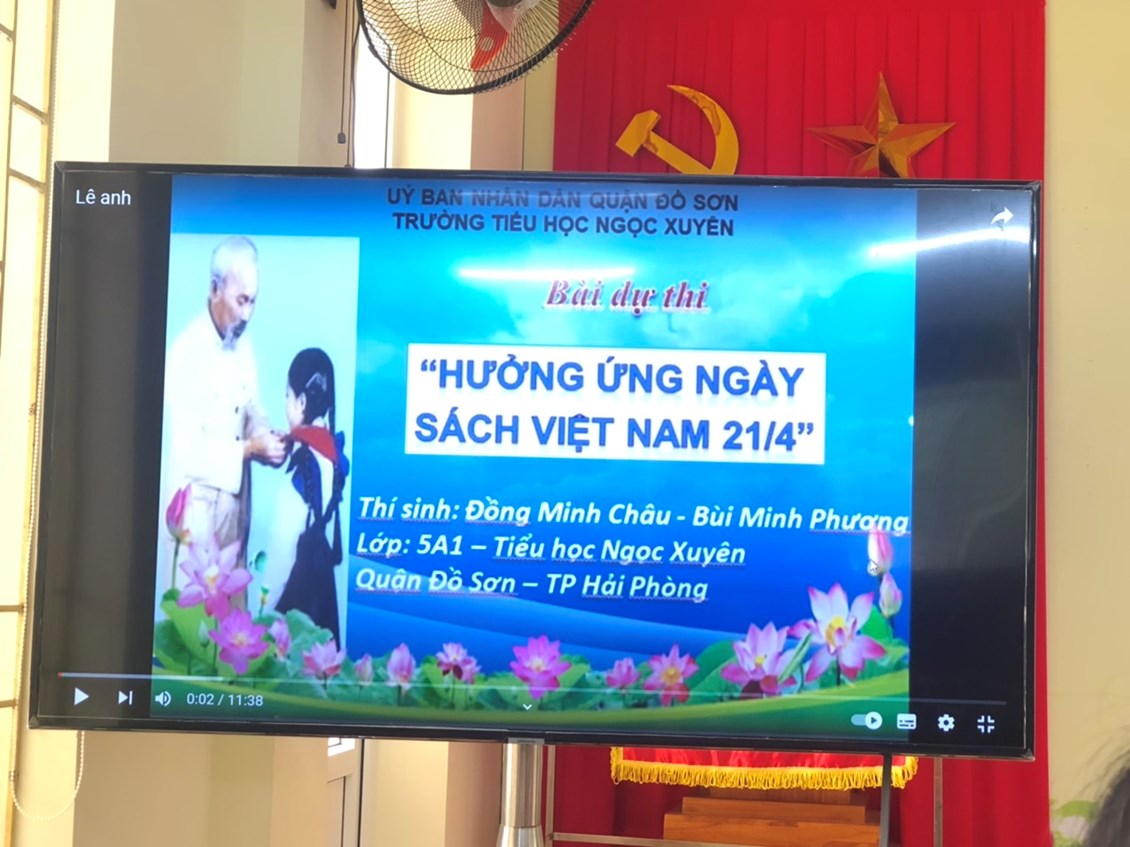 Lê anh
UỶ BAN NHÂN DÂN QUẬN ĐỒ SƠN
TRƯỜNG TIỂU HỌC NGỌC XUYÊN
Bài dự thi
“HƯỞNG ỨNG NGÀY
SÁCH VIỆT NAM 21/4”
Thí sinh: Đồng Minh Châu - Bùi Minh Phương
Lớp: 5A1 – Tiểu học Ngọc Xuyên
Quận Đồ Sơn – TP Hải Phòng
0:02 / 11:38